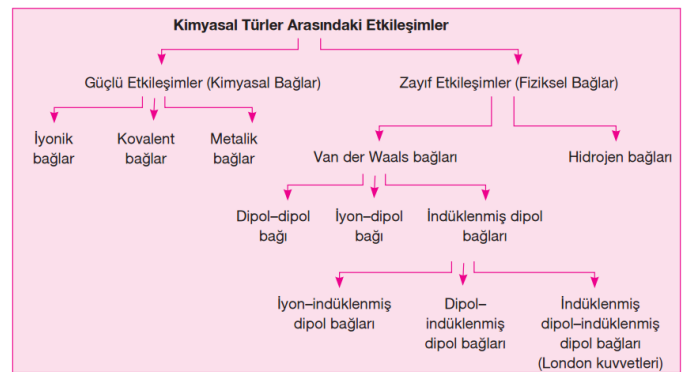 Kimyasal Türler Arasındaki Etkileşimler
Güçlü Etkileşimler (Kimyasal Bağlar)
Zayıf Etkileşimler (Fiziksel Bağlar)
İyonik
bağlar
Kovalent
bağlar
Metalik
bağlar
Van der Waals bağları
Hidrojen bağları
Dipol–dipol
bağı
İyon–dipol
bağı
İndüklenmiş dipol
bağları
İyon–indüklenmiş
dipol bağları
Dipol–
indüklenmiş
dipol bağları
İndüklenmiş
dipol–indüklenmiş
dipol bağları
(London kuvvetleri)